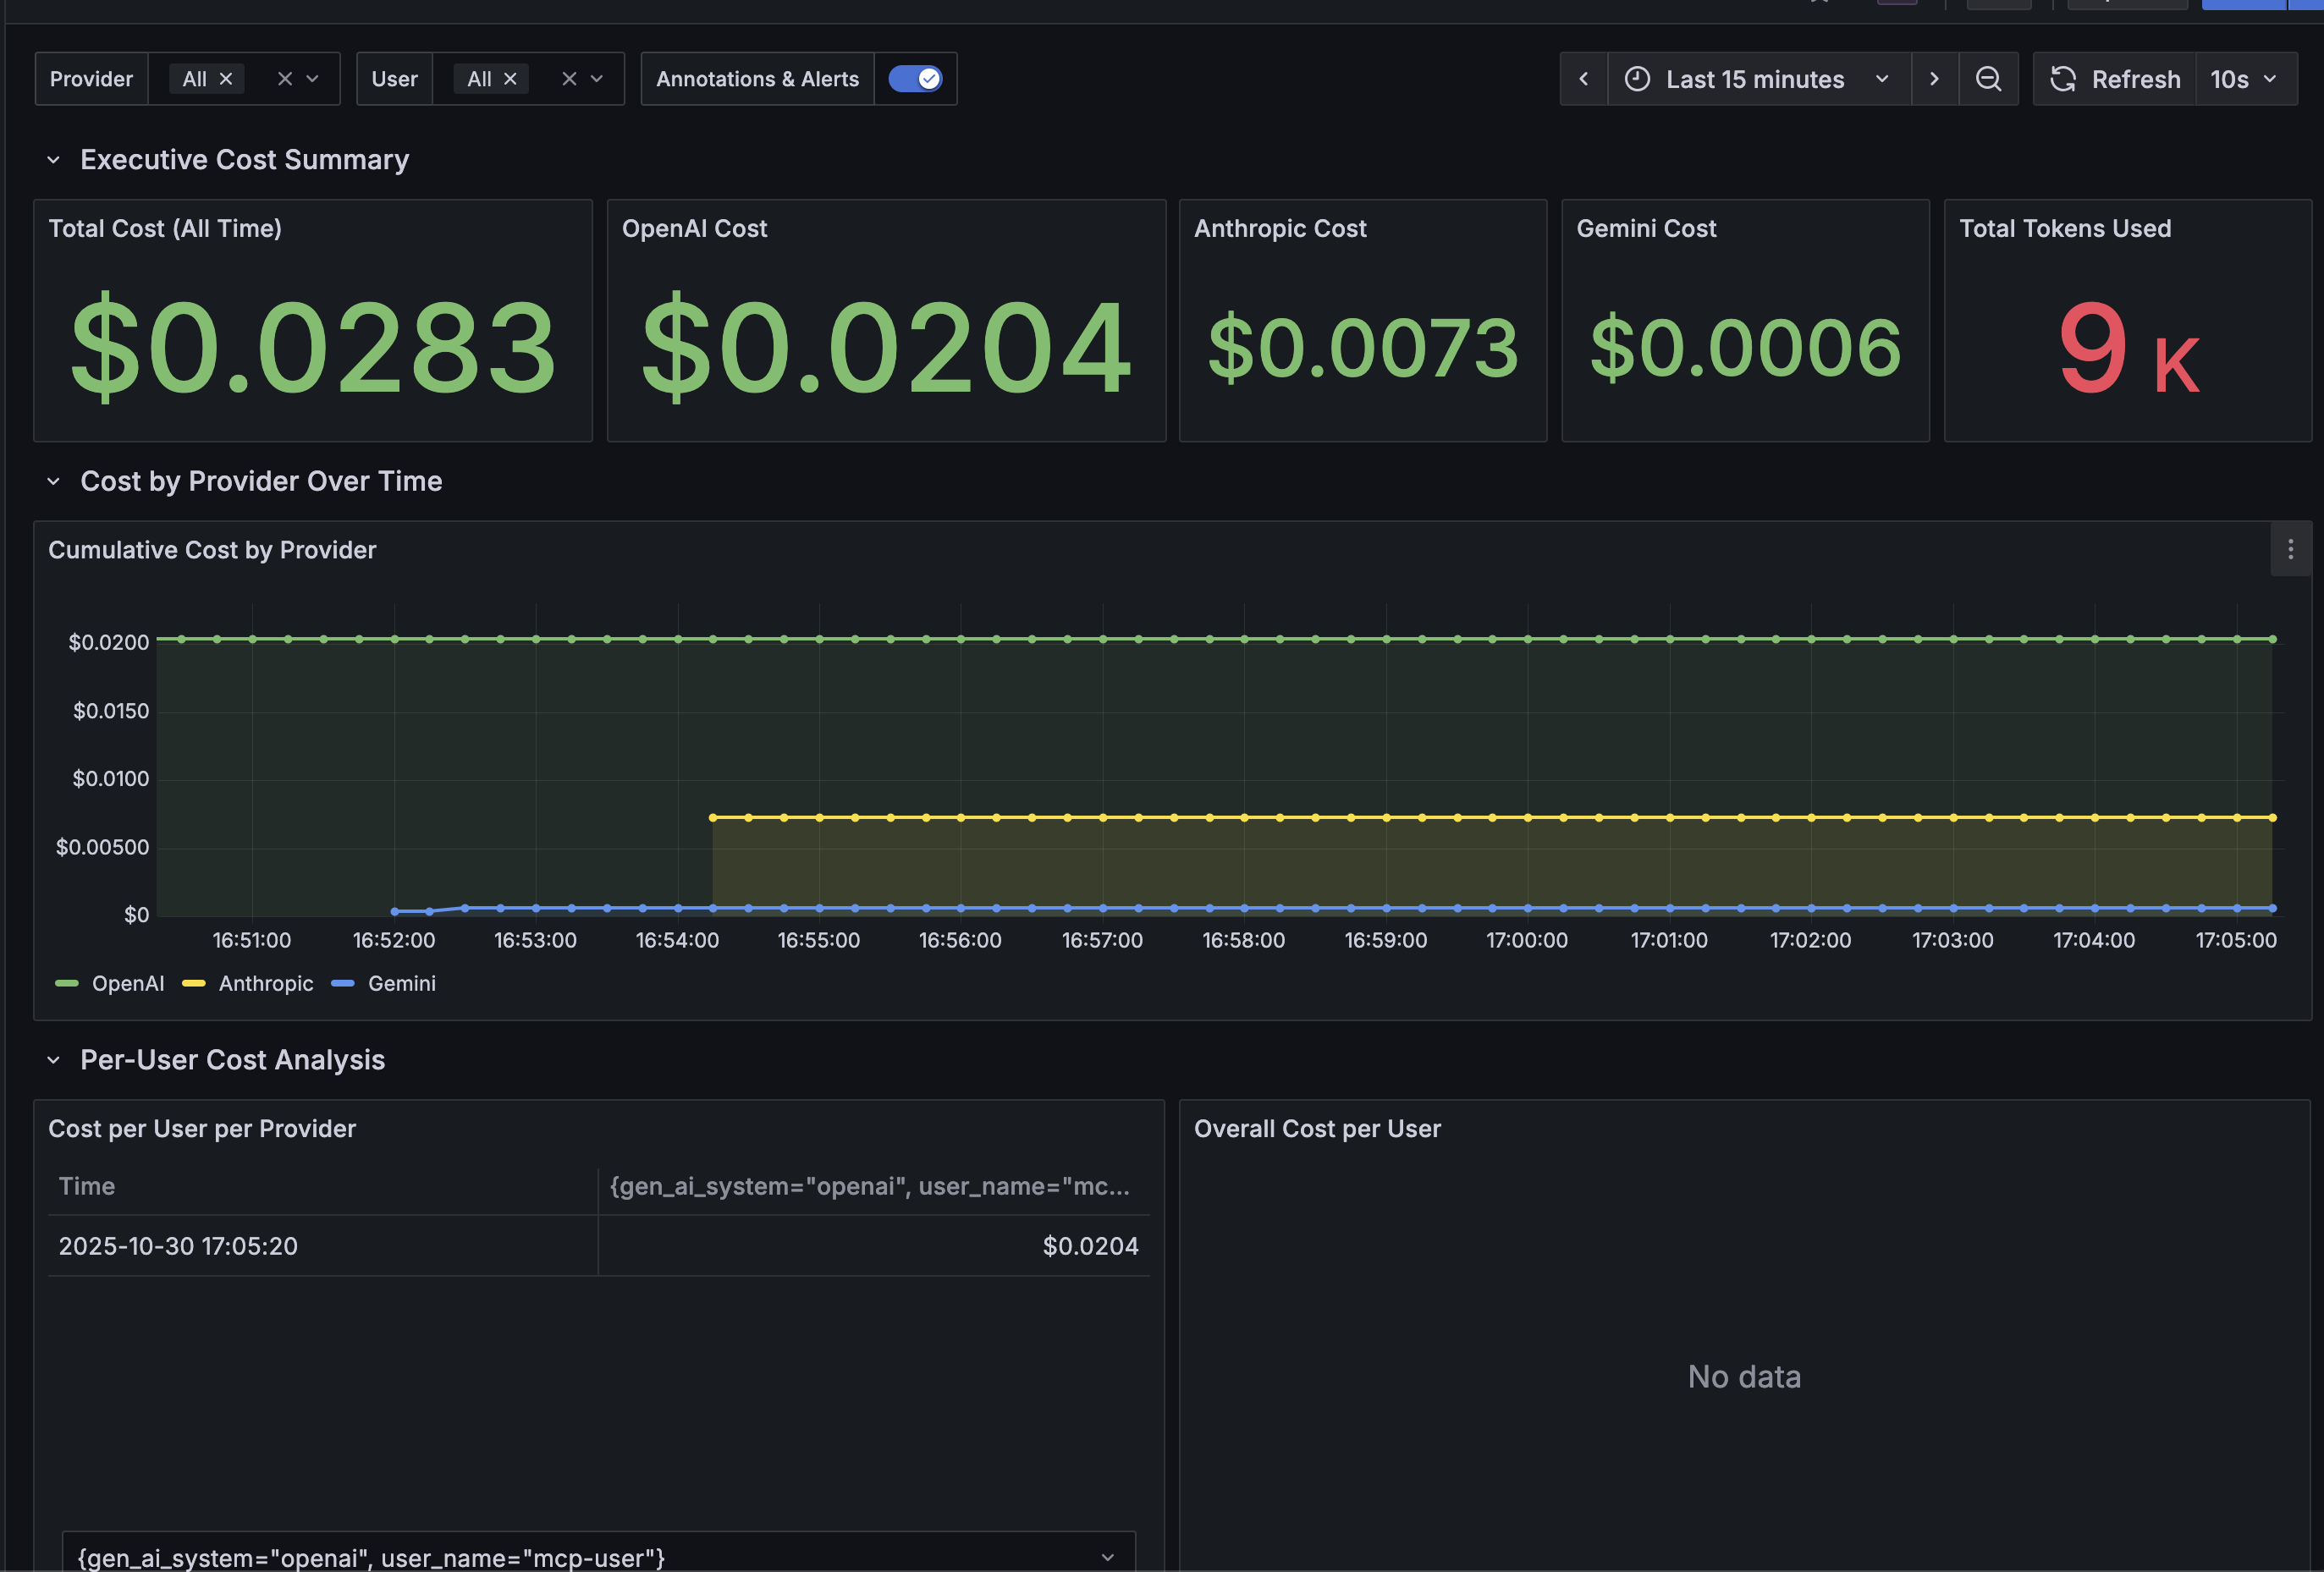 Provider All User All Annotations & Alerts Last 15 minutes Refresh 10s
Executive Cost Summary
Total Cost (All Time)
$0.0283
OpenAI Cost
$0.0204
Anthropic Cost
$0.0073
Gemini Cost
$0.0006
Total Tokens Used
9 K
Cost by Provider Over Time
Cumulative Cost by Provider
$0.0200
$0.0150
$0.0100
$0.00500
$0
16:51:00 16:52:00 16:53:00 16:54:00 16:55:00 16:56:00 16:57:00 16:58:00 16:59:00 17:00:00 17:01:00 17:02:00 17:03:00 17:04:00 17:05:00
OpenAI Anthropic Gemini
Per-User Cost Analysis
Cost per User per Provider
Time {gen_ai_system="openai", user_name="mc...
2025-10-30 17:05:20 $0.0204
{gen_ai_system="openai", user_name="mcp-user"}
Overall Cost per User
No data